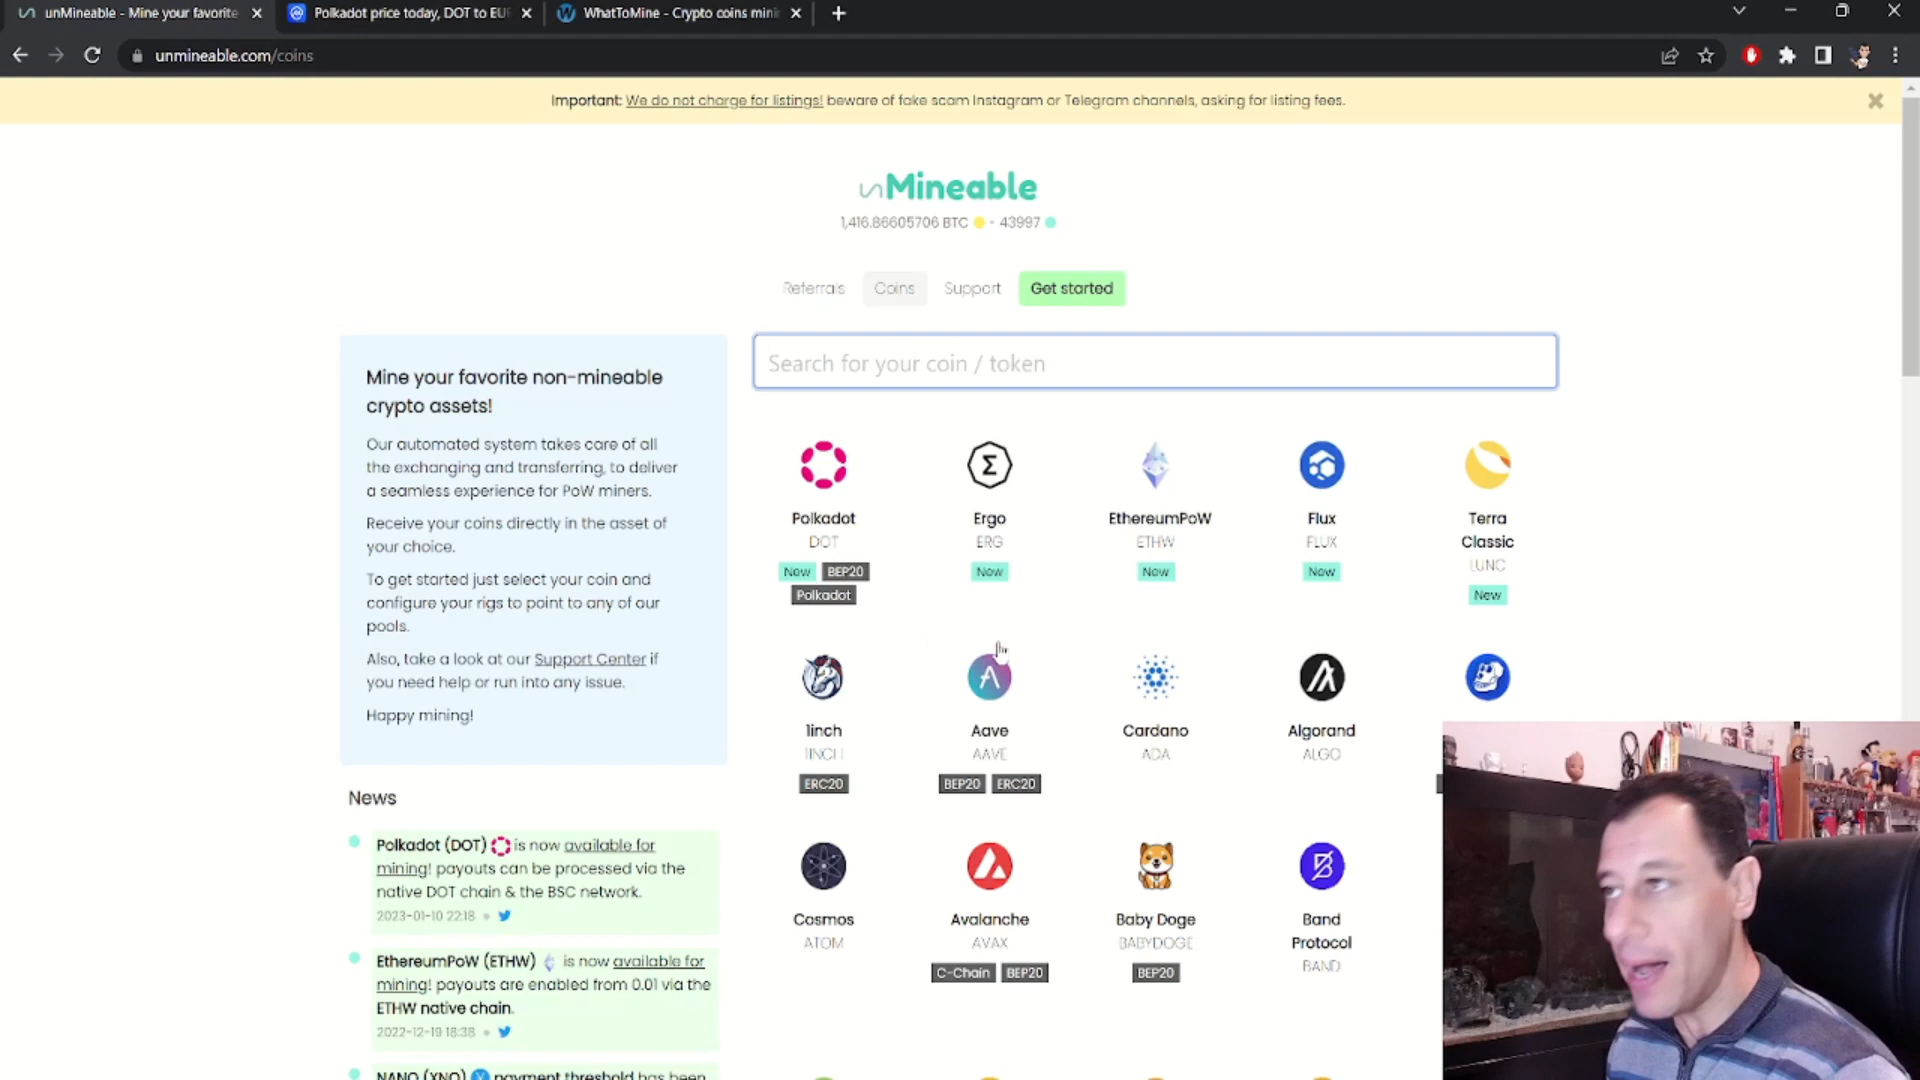 unMineable - Mine your favorite
Polkadot price today, DOT to EUR
WhatToMine - Crypto coins mini
unmineable.com/coins
Important: We do not charge for listings! beware of fake scam Instagram or Telegram channels, asking for listing fees.
unMineable
1,416.86605706 BTC • 43997
Referrals
Coins
Support
Get started
Search for your coin / token
Mine your favorite non-mineable
crypto assets!
Our automated system takes care of all
the exchanging and transferring, to deliver
a seamless experience for PoW miners.
Receive your coins directly in the asset of
your choice.
To get started just select your coin and
configure your rigs to point to any of our
pools.
Also, take a look at our Support Center if
you need help or run into any issue.
Happy mining!
News
Polkadot (DOT) is now available for
mining! payouts can be processed via the
native DOT chain & the BSC network.
2023-01-10 22:18 •
EthereumPoW (ETHW) is now available for
mining! payouts are enabled from 0.01 via the
ETHW native chain.
2022-12-19 18:38 •
NANO (XNO) payment threshold has been
Polkadot
DOT
New BEP20
Polkadot
Ergo
ERG
New
EthereumPoW
ETHW
New
Flux
FLUX
New
Terra
Classic
LUNC
New
1inch
1INCH
ERC20
Aave
AAVE
BEP20 ERC20
Cardano
ADA
Algorand
ALGO
Cosmos
ATOM
Avalanche
AVAX
C-Chain BEP20
Baby Doge
BABYDOGE
BEP20
Band
Protocol
BAND